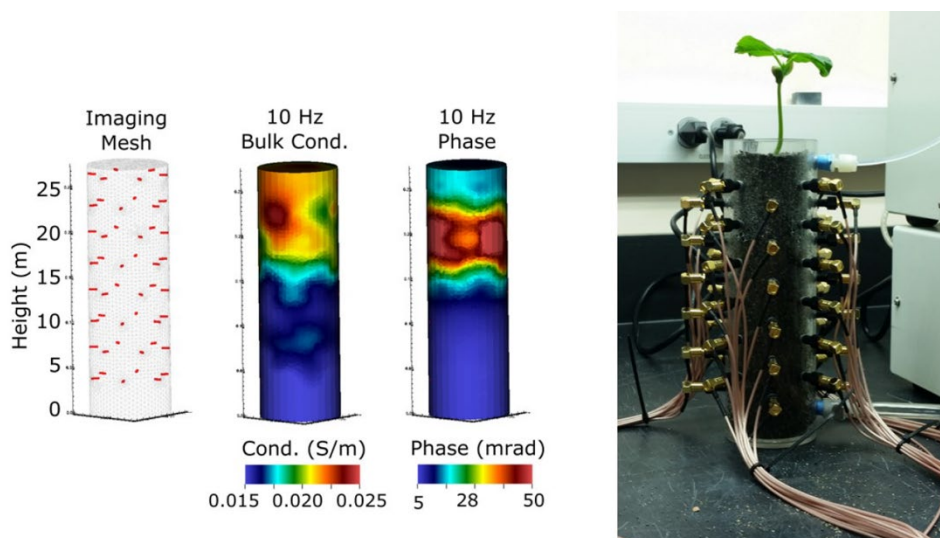 Imaging
Mesh
10 Hz
Bulk Cond.
10 Hz
Phase
Height (m)
25
20
15
10
5
0
Cond. (S/m)
0.015 0.020 0.025
Phase (mrad)
5 28 50